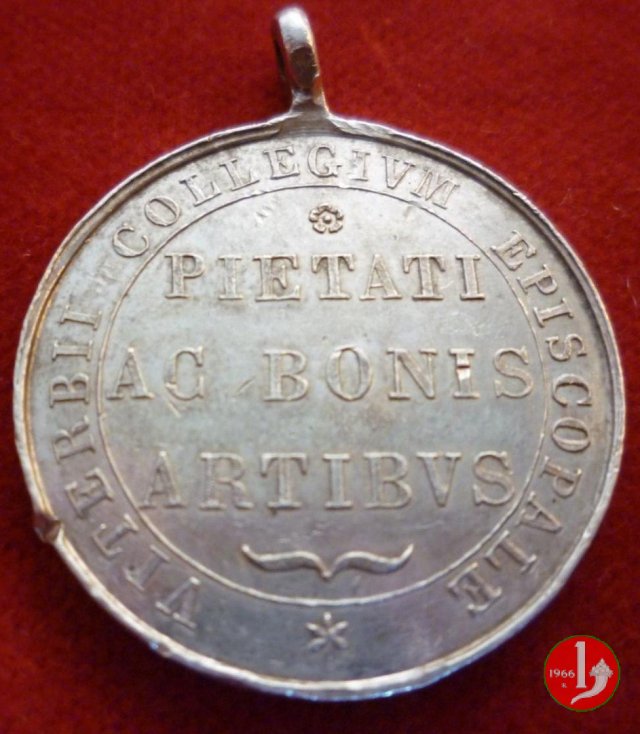 VITERBII COLLEGIVM EPISCOPALE
PIETATI
AC BONIS
ARTIBVS
1966